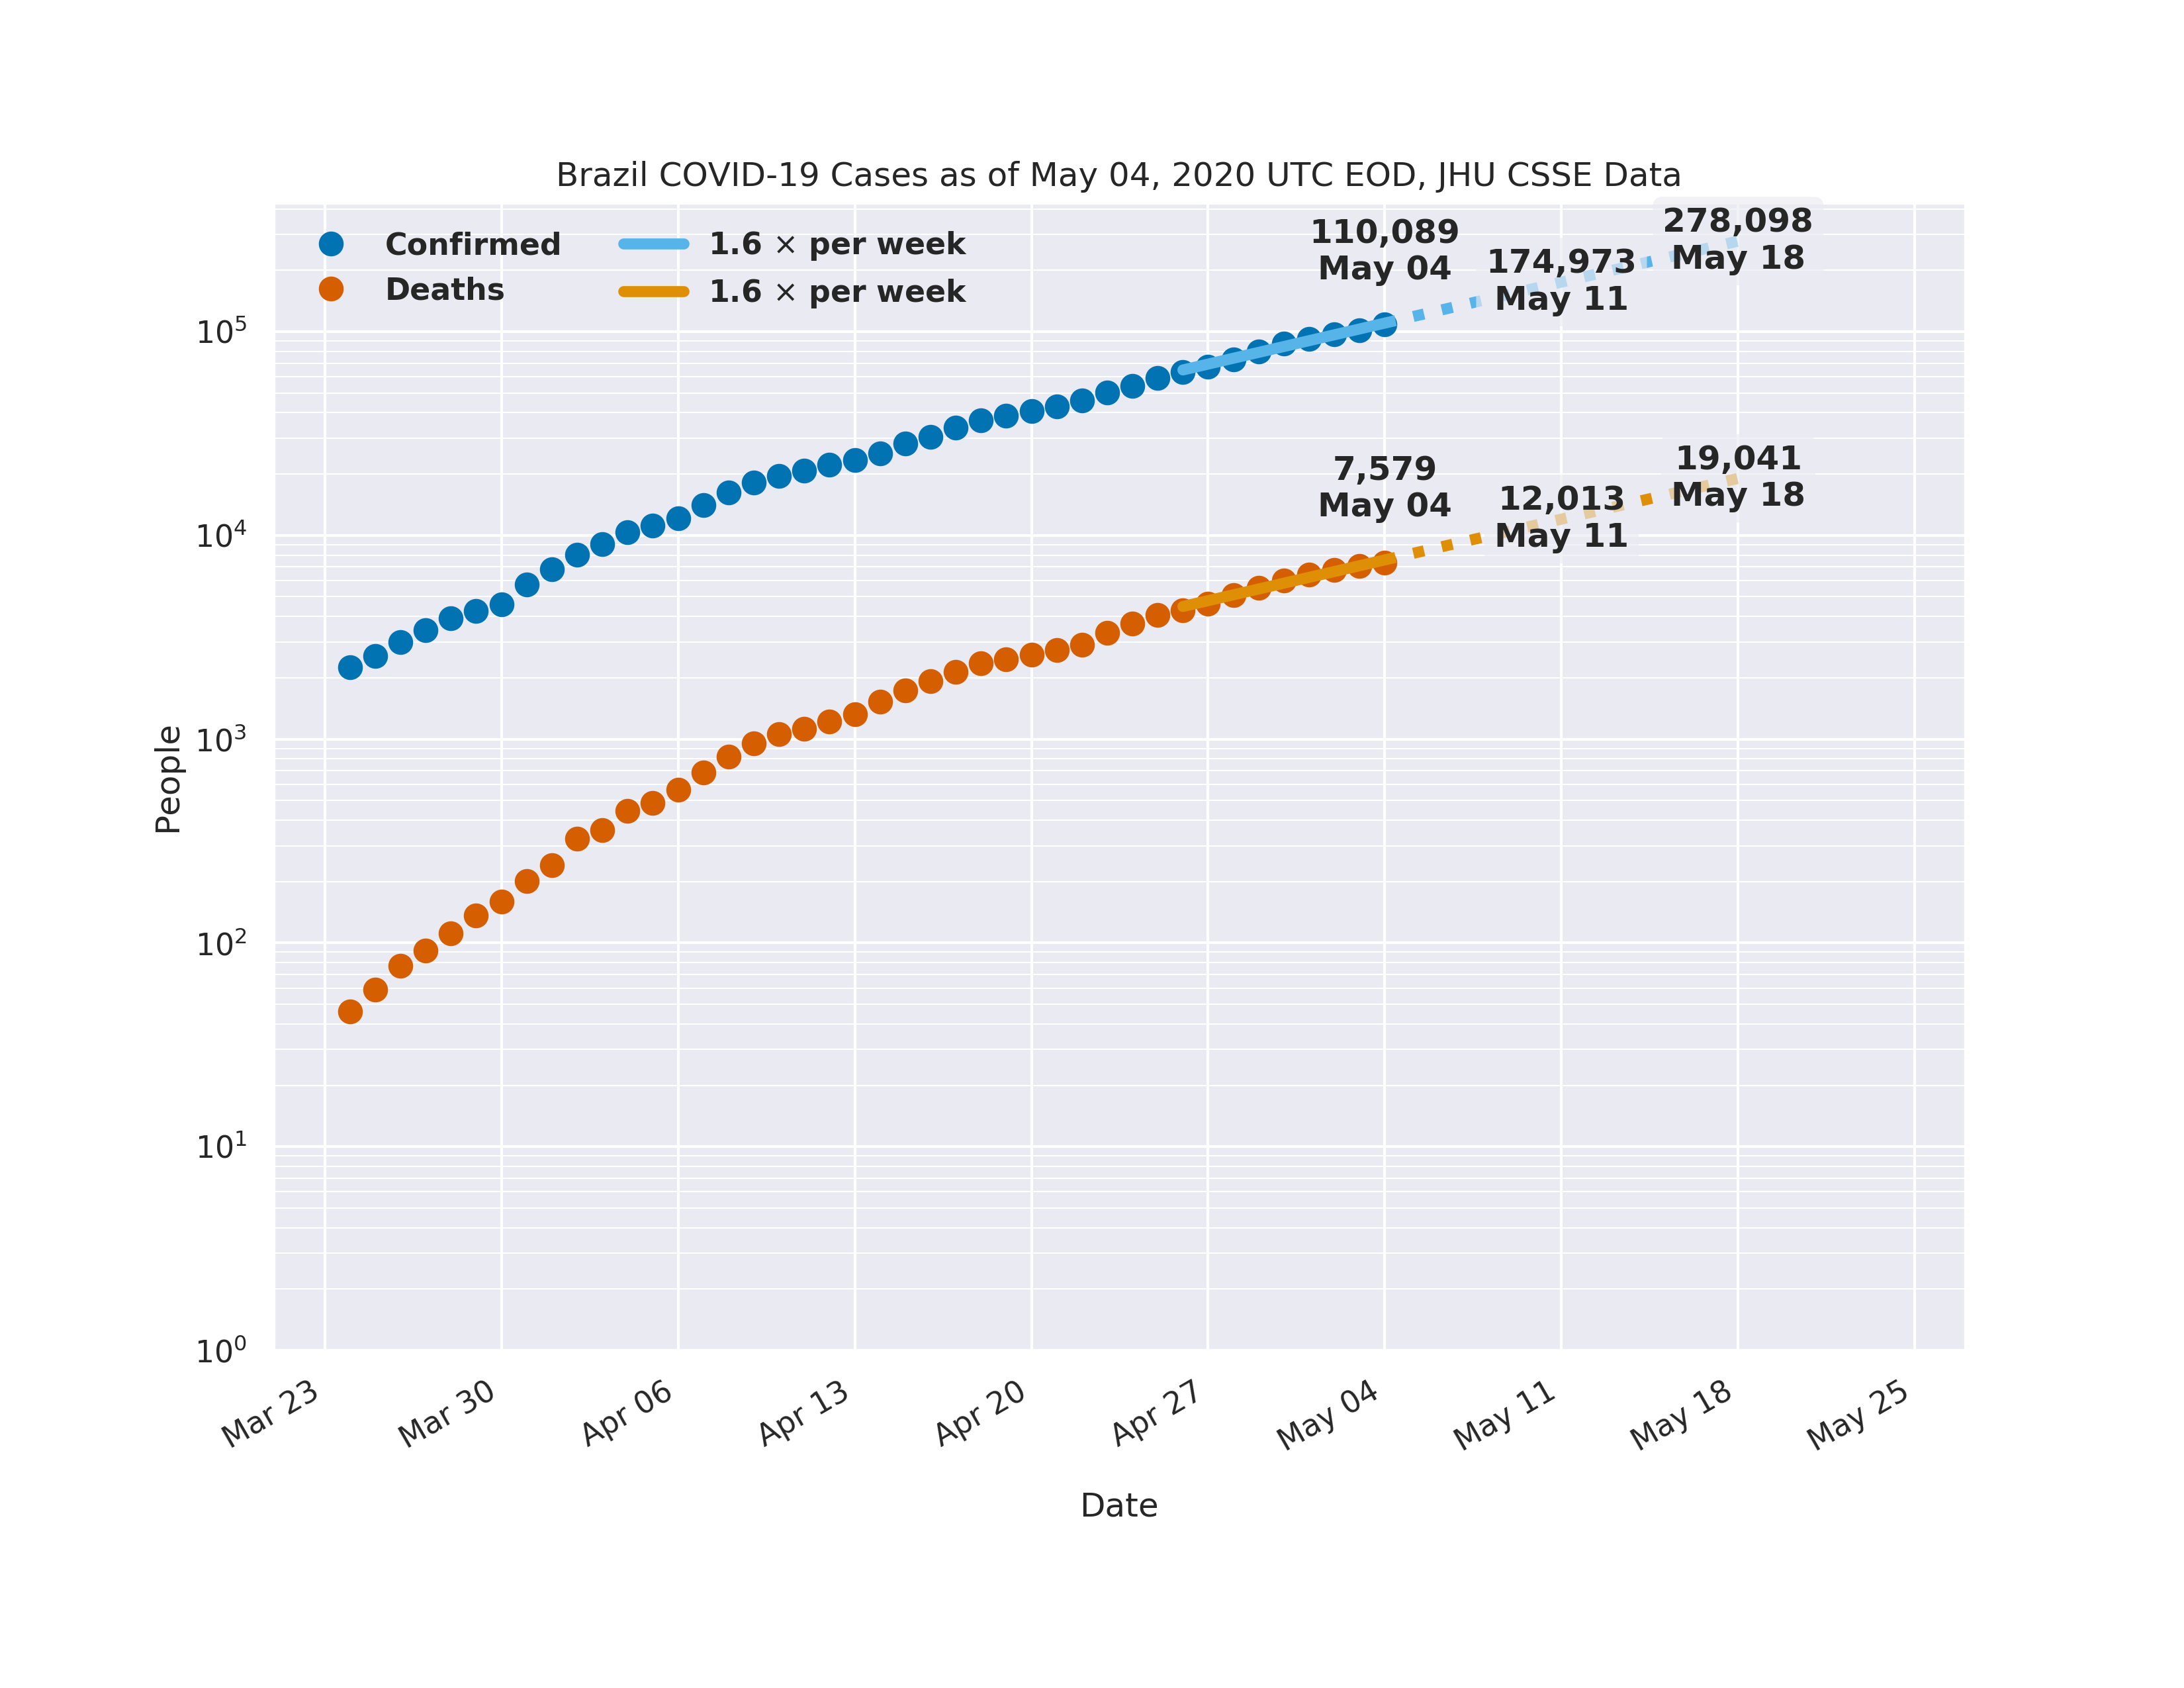 Brazil COVID-19 Cases as of May 04, 2020 UTC EOD, JHU CSSE Data
Confirmed
Deaths
1.6 × per week
1.6 × per week
110,089
May 04
174,973
May 11
278,098
May 18
7,579
May 04
12,013
May 11
19,041
May 18
People
10⁵
10⁴
10³
10²
10¹
10⁰
Mar 23
Mar 30
Apr 06
Apr 13
Apr 20
Apr 27
May 04
May 11
May 18
May 25
Date